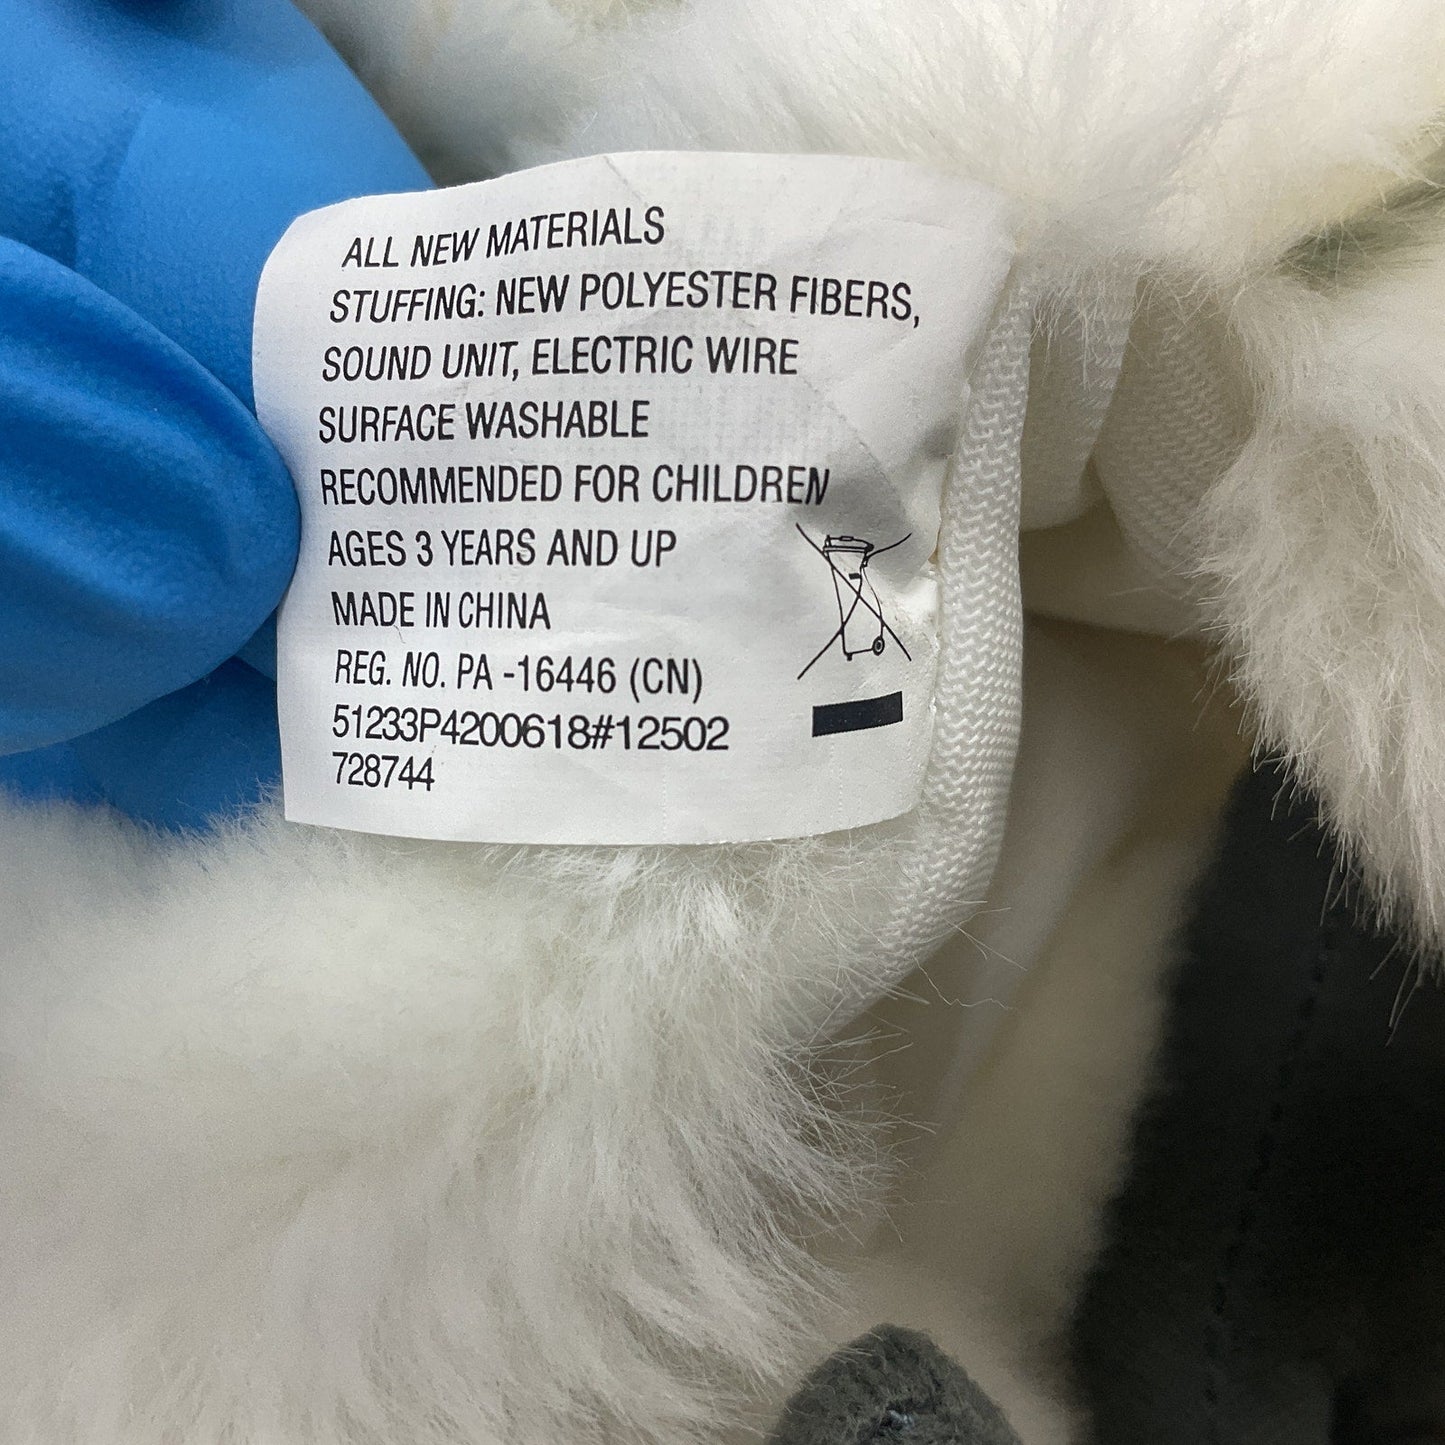 ALL NEW MATERIALS
STUFFING: NEW POLYESTER FIBERS,
SOUND UNIT, ELECTRIC WIRE
SURFACE WASHABLE
RECOMMENDED FOR CHILDREN
AGES 3 YEARS AND UP
MADE IN CHINA
REG. NO. PA -16446 (CN)
51233P4200618#12502
728744